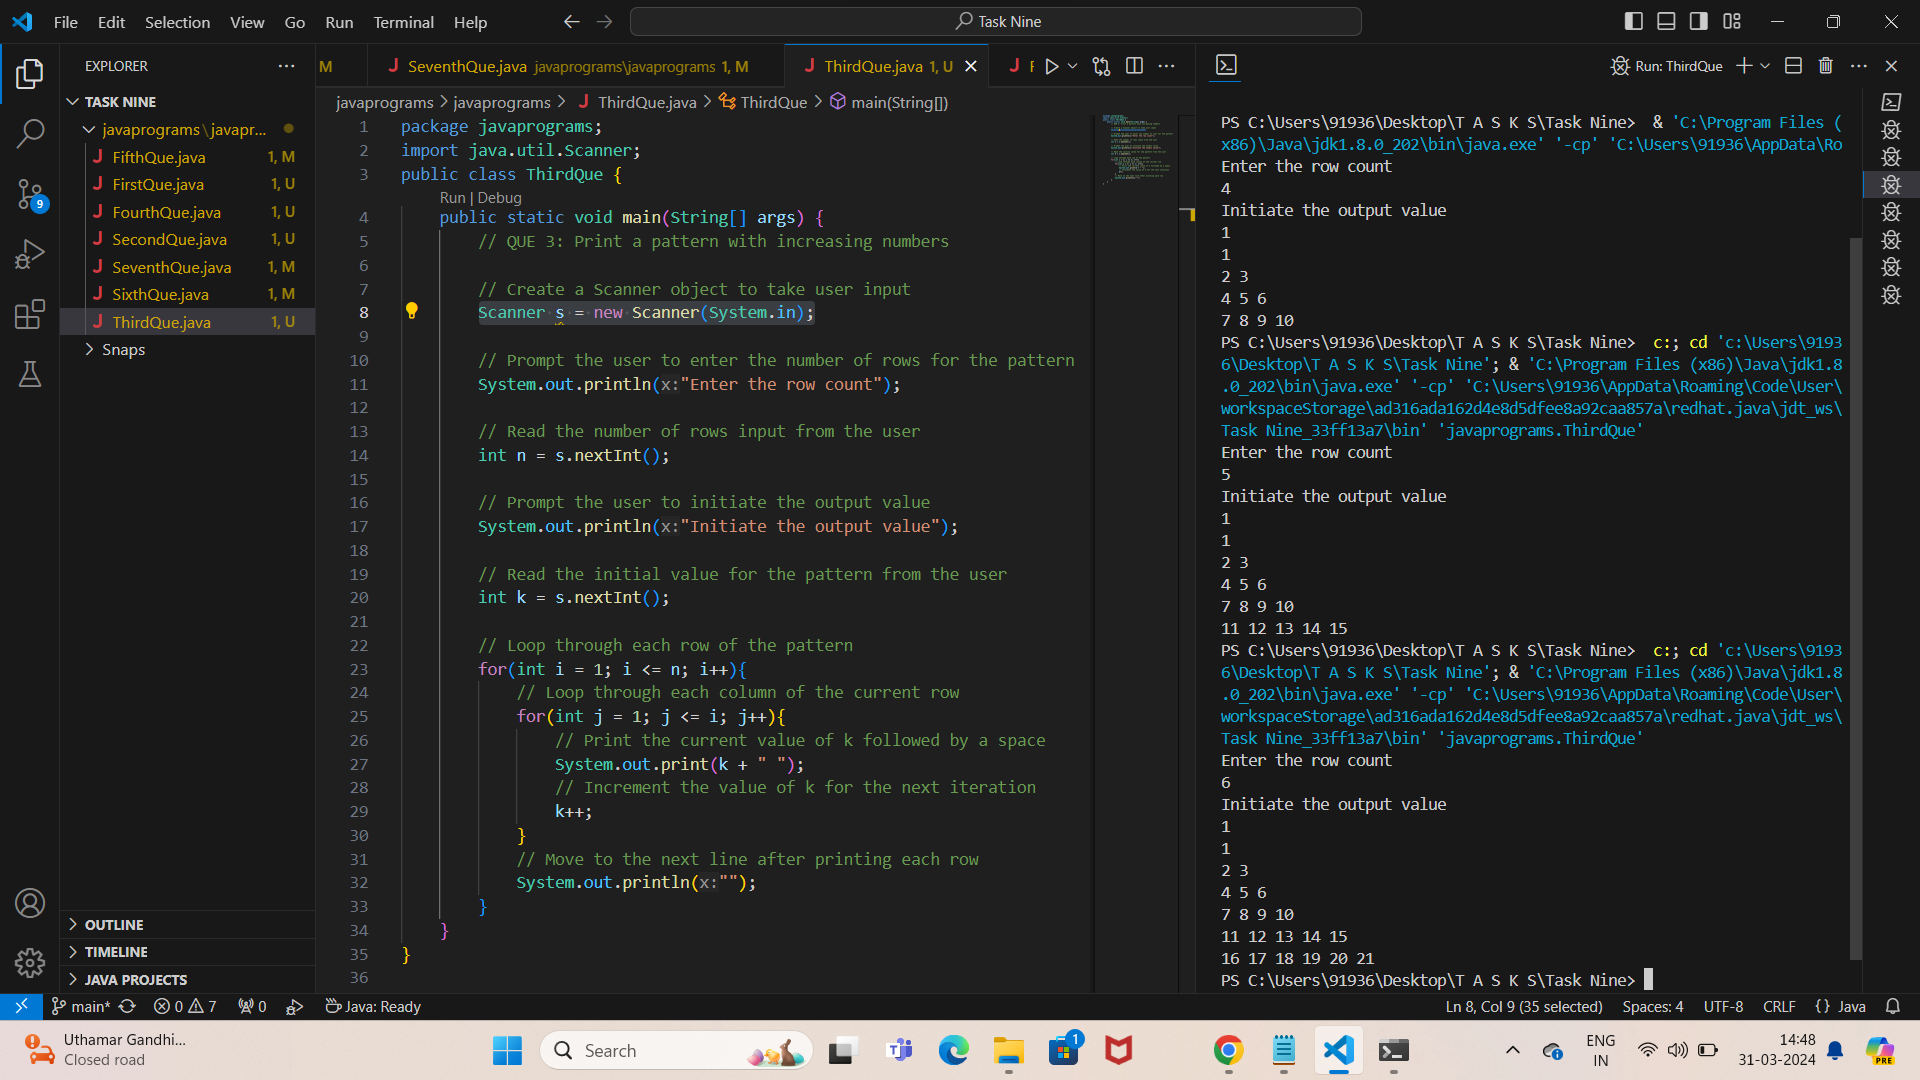 File Edit Selection View Go Run Terminal Help
Task Nine
EXPLORER
TASK NINE
javaprograms\javapr...
FifthQue.java 1, M
FirstQue.java 1, U
FourthQue.java 1, U
SecondQue.java 1, U
SeventhQue.java 1, M
SixthQue.java 1, M
ThirdQue.java 1, U
Snaps
9
OUTLINE
TIMELINE
JAVA PROJECTS
M
SeventhQue.java javaprograms\javaprograms 1, M
ThirdQue.java 1, U
javaprograms > javaprograms > ThirdQue.java > ThirdQue > main(String[])
1 package javaprograms;
2 import java.util.Scanner;
3 public class ThirdQue {
Run | Debug
4 public static void main(String[] args) {
5 // QUE 3: Print a pattern with increasing numbers
6
7 // Create a Scanner object to take user input
8 Scanner s = new Scanner(System.in);
9
10 // Prompt the user to enter the number of rows for the pattern
11 System.out.println(x:"Enter the row count");
12
13 // Read the number of rows input from the user
14 int n = s.nextInt();
15
16 // Prompt the user to initiate the output value
17 System.out.println(x:"Initiate the output value");
18
19 // Read the initial value for the pattern from the user
20 int k = s.nextInt();
21
22 // Loop through each row of the pattern
23 for(int i = 1; i <= n; i++){
24 // Loop through each column of the current row
25 for(int j = 1; j <= i; j++){
26 // Print the current value of k followed by a space
27 System.out.print(k + " ");
28 // Increment the value of k for the next iteration
29 k++;
30 }
31 // Move to the next line after printing each row
32 System.out.println(x:"");
33 }
34 }
35 }
36
Run: ThirdQue
PS C:\Users\91936\Desktop\T A S K S\Task Nine>  & 'C:\Program Files (
x86)\Java\jdk1.8.0_202\bin\java.exe' '-cp' 'C:\Users\91936\AppData\Ro
Enter the row count
4
Initiate the output value
1
1
2 3
4 5 6
7 8 9 10
PS C:\Users\91936\Desktop\T A S K S\Task Nine>  c:; cd 'c:\Users\9193
6\Desktop\T A S K S\Task Nine'; & 'C:\Program Files (x86)\Java\jdk1.8
.0_202\bin\java.exe' '-cp' 'C:\Users\91936\AppData\Roaming\Code\User\
workspaceStorage\ad316ada162d4e8d5dfee8a92caa857a\redhat.java\jdt_ws\
Task Nine_33ff13a7\bin' 'javaprograms.ThirdQue'
Enter the row count
5
Initiate the output value
1
1
2 3
4 5 6
7 8 9 10
11 12 13 14 15
PS C:\Users\91936\Desktop\T A S K S\Task Nine>  c:; cd 'c:\Users\9193
6\Desktop\T A S K S\Task Nine'; & 'C:\Program Files (x86)\Java\jdk1.8
.0_202\bin\java.exe' '-cp' 'C:\Users\91936\AppData\Roaming\Code\User\
workspaceStorage\ad316ada162d4e8d5dfee8a92caa857a\redhat.java\jdt_ws\
Task Nine_33ff13a7\bin' 'javaprograms.ThirdQue'
Enter the row count
6
Initiate the output value
1
1
2 3
4 5 6
7 8 9 10
11 12 13 14 15
16 17 18 19 20 21
PS C:\Users\91936\Desktop\T A S K S\Task Nine>
main* 0 7 0 Java: Ready
Ln 8, Col 9 (35 selected) Spaces: 4 UTF-8 CRLF {} Java
Uthamar Gandhi...
Closed road
Search
1
ENG
IN
14:48
31-03-2024
PRE